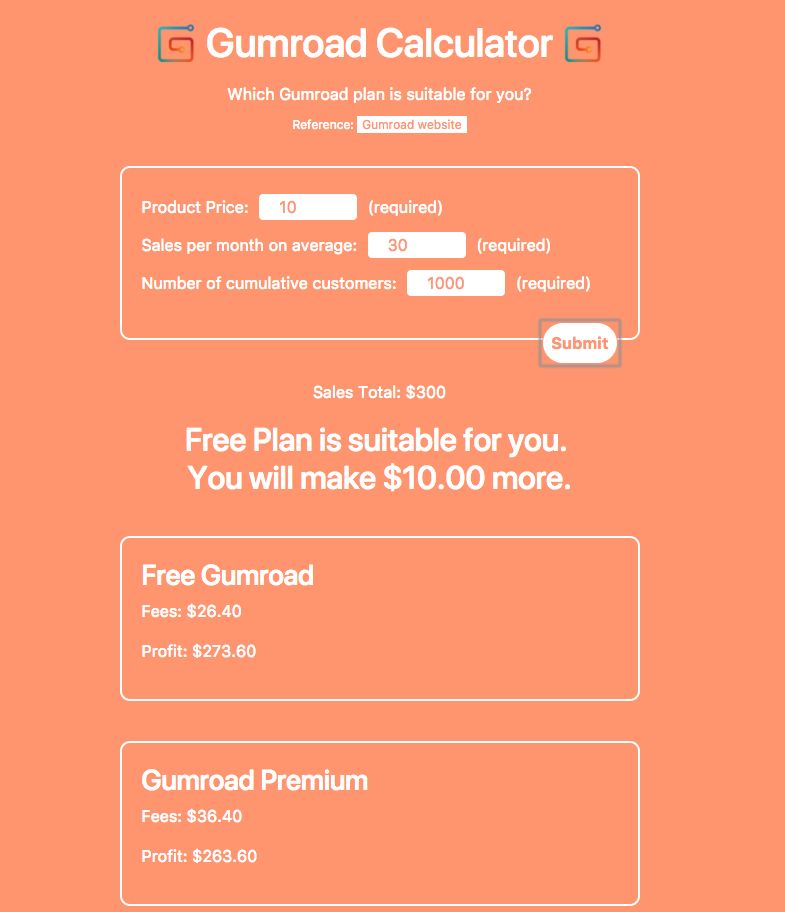 Gumroad Calculator
Which Gumroad plan is suitable for you?
Reference: Gumroad website
Product Price: 10 (required)
Sales per month on average: 30 (required)
Number of cumulative customers: 1000 (required)
Submit
Sales Total: $300
Free Plan is suitable for you.
You will make $10.00 more.
Free Gumroad
Fees: $26.40
Profit: $273.60
Gumroad Premium
Fees: $36.40
Profit: $263.60